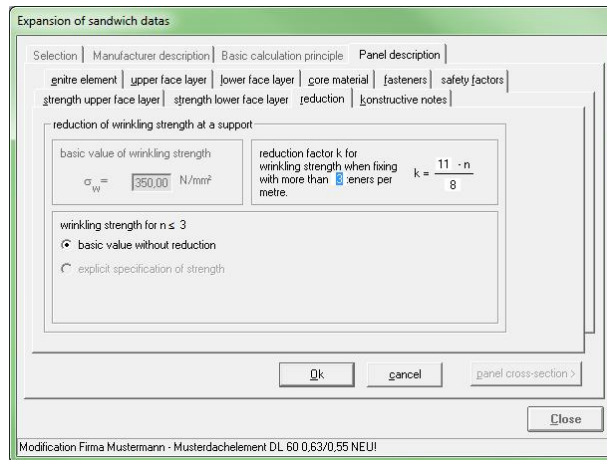 Expansion of sandwich datas
Selection Manufacturer description Basic calculation principle Panel description
enitre element upper face layer lower face layer core material fasteners safety factors
strength upper face layer strength lower face layer reduction konstructive notes
reduction of wrinkling strength at a support
basic value of wrinkling strength
σw= 350,00 N/mm²
reduction factor k for
wrinkling strength when fixing
with more than 3 :eners per
metre.
k = 11 - n
8
wrinkling strength for n ≤ 3
basic value without reduction
explicit specification of strength
Ok cancel panel cross-section >
Close
Modification Firma Mustermann - Musterdachelement DL 60 0,63/0,55 NEU!